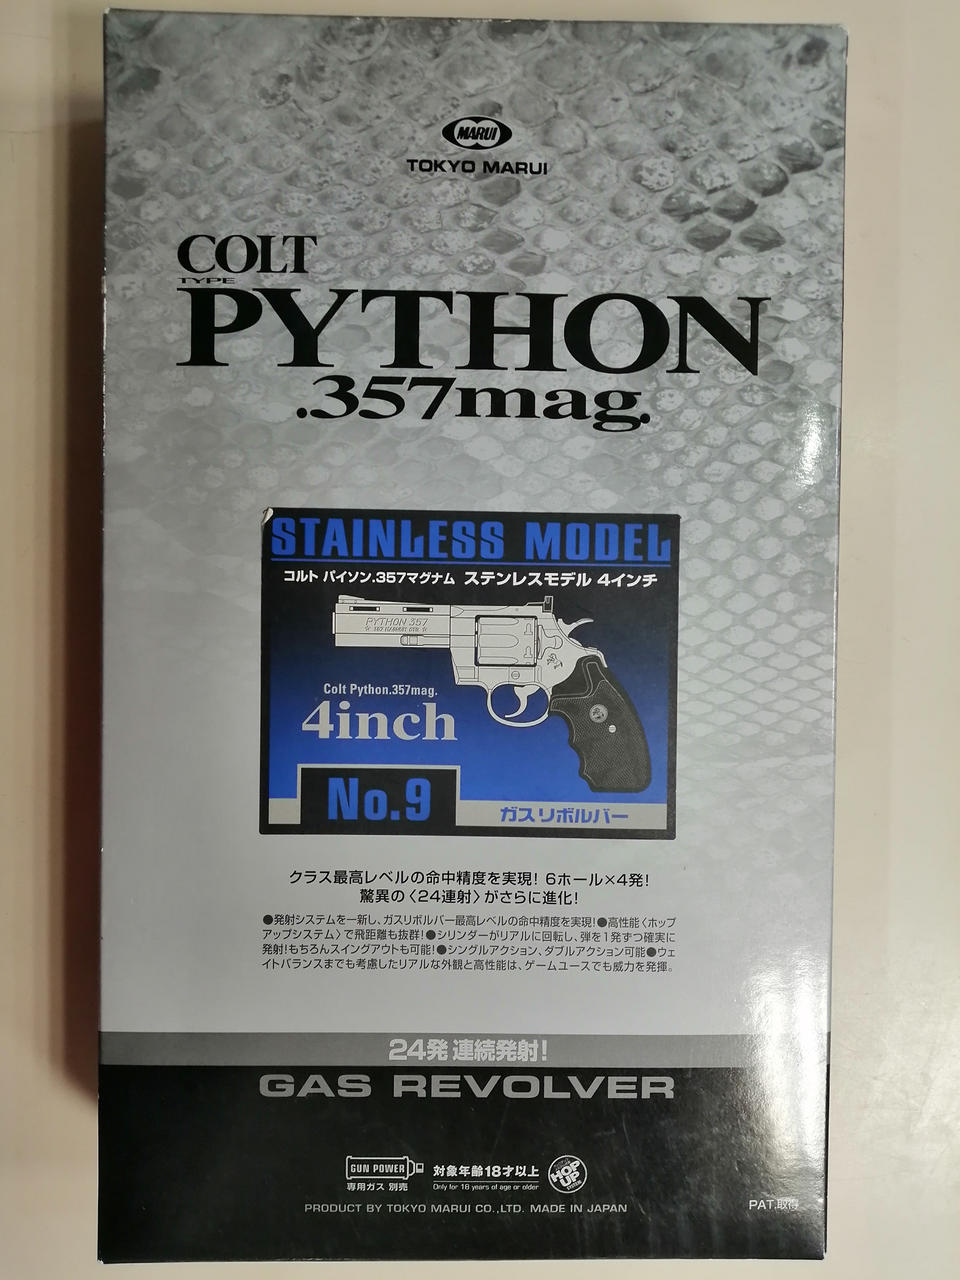 MARUI
TOKYO MARUI
COLT
TYPE
PYTHON
.357mag.
STAINLESS MODEL
コルト パイソン.357マグナム ステンレスモデル 4インチ
PYTHON 357
Colt Python.357mag.
4inch
No.9
ガスリボルバー
クラス最高レベルの命中精度を実現! 6ホール×4発!
驚異の〈24連射〉がさらに進化!
●発射システムを一新し、ガスリボルバー最高レベルの命中精度を実現!●高性能〈ホップ
アップシステム〉で飛距離も抜群!●シリンダーがリアルに回転し、弾を1発ずつ確実に
発射!もちろんスイングアウトも可能!●シングルアクション、ダブルアクション可能●ウェ
イトバランスまでも考慮したリアルな外観と高性能は、ゲームユースでも威力を発揮。
24発 連続発射!
GAS REVOLVER
GUN POWER
専用ガス 別売
対象年齢18才以上
Only for 18 years of age or older
HOP
UP
PRODUCT BY TOKYO MARUI CO.,LTD. MADE IN JAPAN
PAT.取得